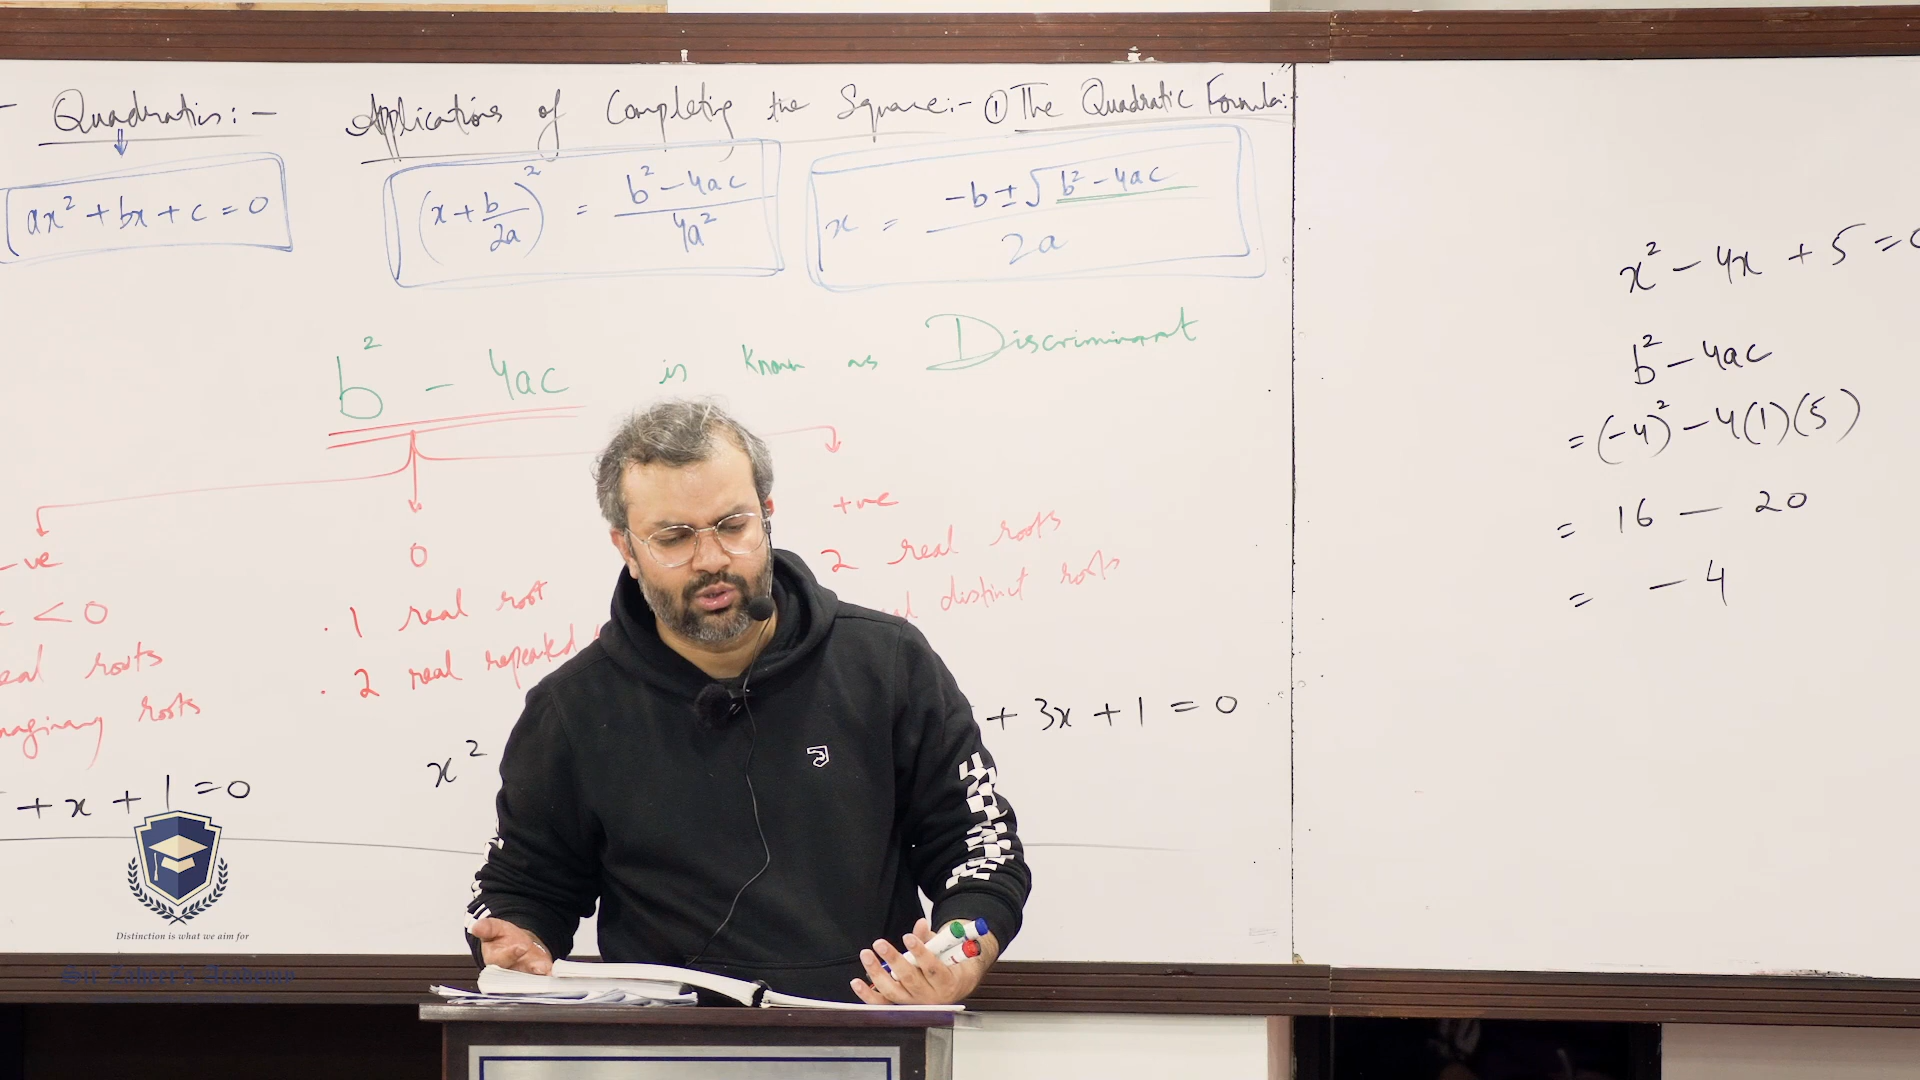 Quadratics:- Applications of Completing the Square:- ① The Quadratic Formula:
ax² + bx + c = 0
(x + b/2a)² = b² - 4ac / 4a²
x = -b ± √b² - 4ac / 2a
b² - 4ac is known as Discriminant
-ve
c < 0
roots
roots
+ x + 1 = 0
0
· 1 real root
· 2 real repeated
x²
+ve
2 real roots
distinct roots
+ 3x + 1 = 0
x² - 4x + 5 =
b² - 4ac
= (-4)² - 4(1)(5)
= 16 - 20
= -4
Distinction is what we aim for
Sir Zaheer's Academy